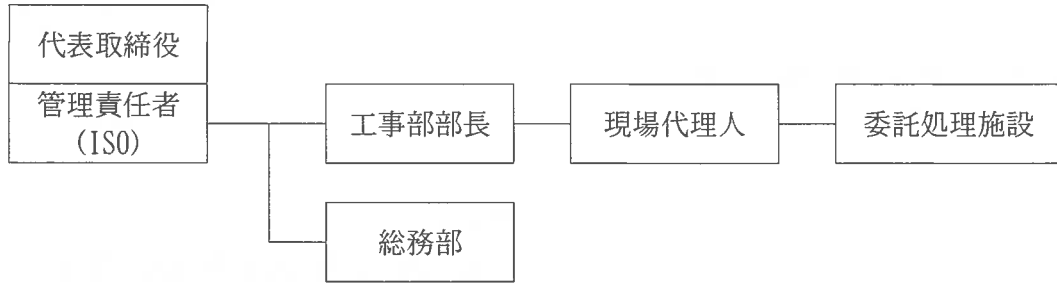 代表取締役
管理責任者
(ISO)
工事部部長
現場代理人
委託処理施設
総務部